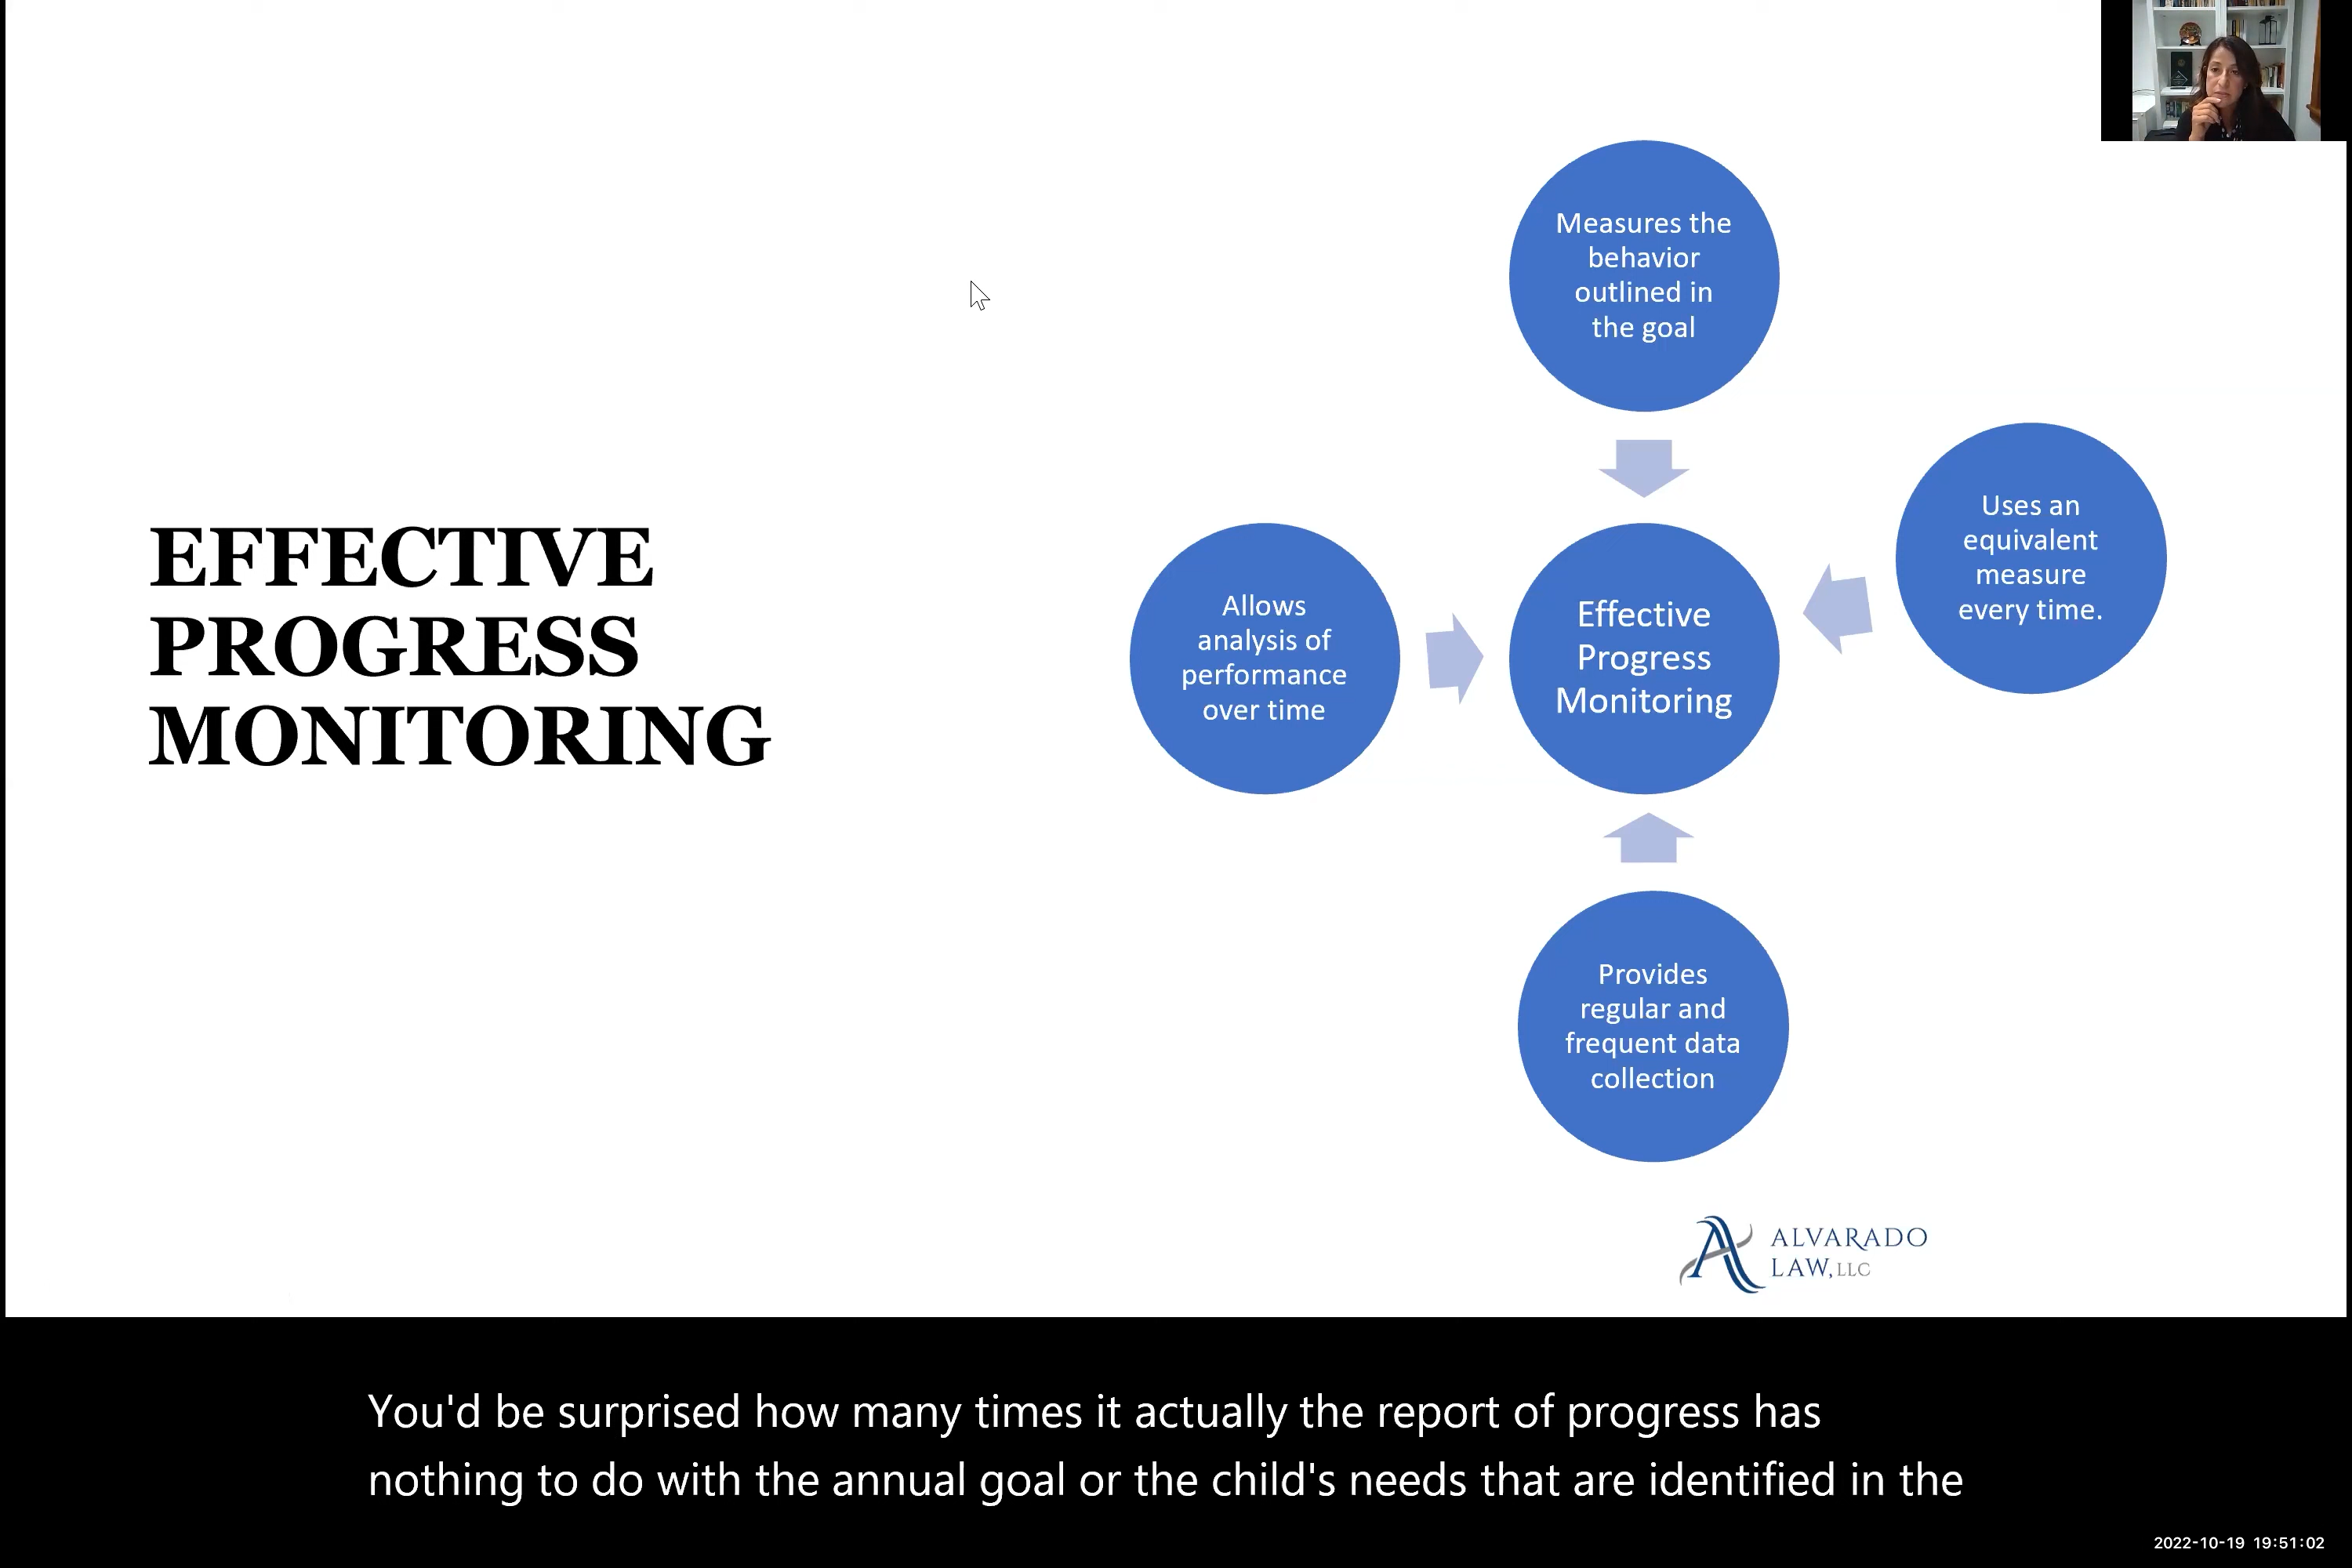 EFFECTIVE
PROGRESS
MONITORING
Measures the
behavior
outlined in
the goal
Uses an
equivalent
measure
every time.
Allows
analysis of
performance
over time
Effective
Progress
Monitoring
Provides
regular and
frequent data
collection
ALVARADO
LAW, LLC
You'd be surprised how many times it actually the report of progress has
nothing to do with the annual goal or the child's needs that are identified in the
2022-10-19 19:51:02